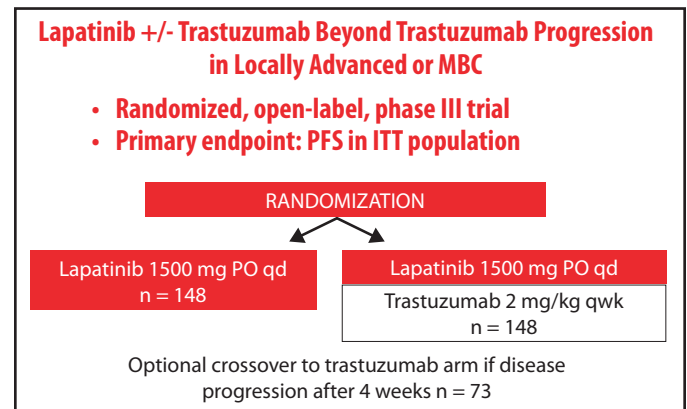 Lapatinib +/- Trastuzumab Beyond Trastuzumab Progression
in Locally Advanced or MBC
• Randomized, open-label, phase III trial
• Primary endpoint: PFS in ITT population
RANDOMIZATION
Lapatinib 1500 mg PO qd
n = 148
Lapatinib 1500 mg PO qd
Trastuzumab 2 mg/kg qwk
n = 148
Optional crossover to trastuzumab arm if disease
progression after 4 weeks n = 73